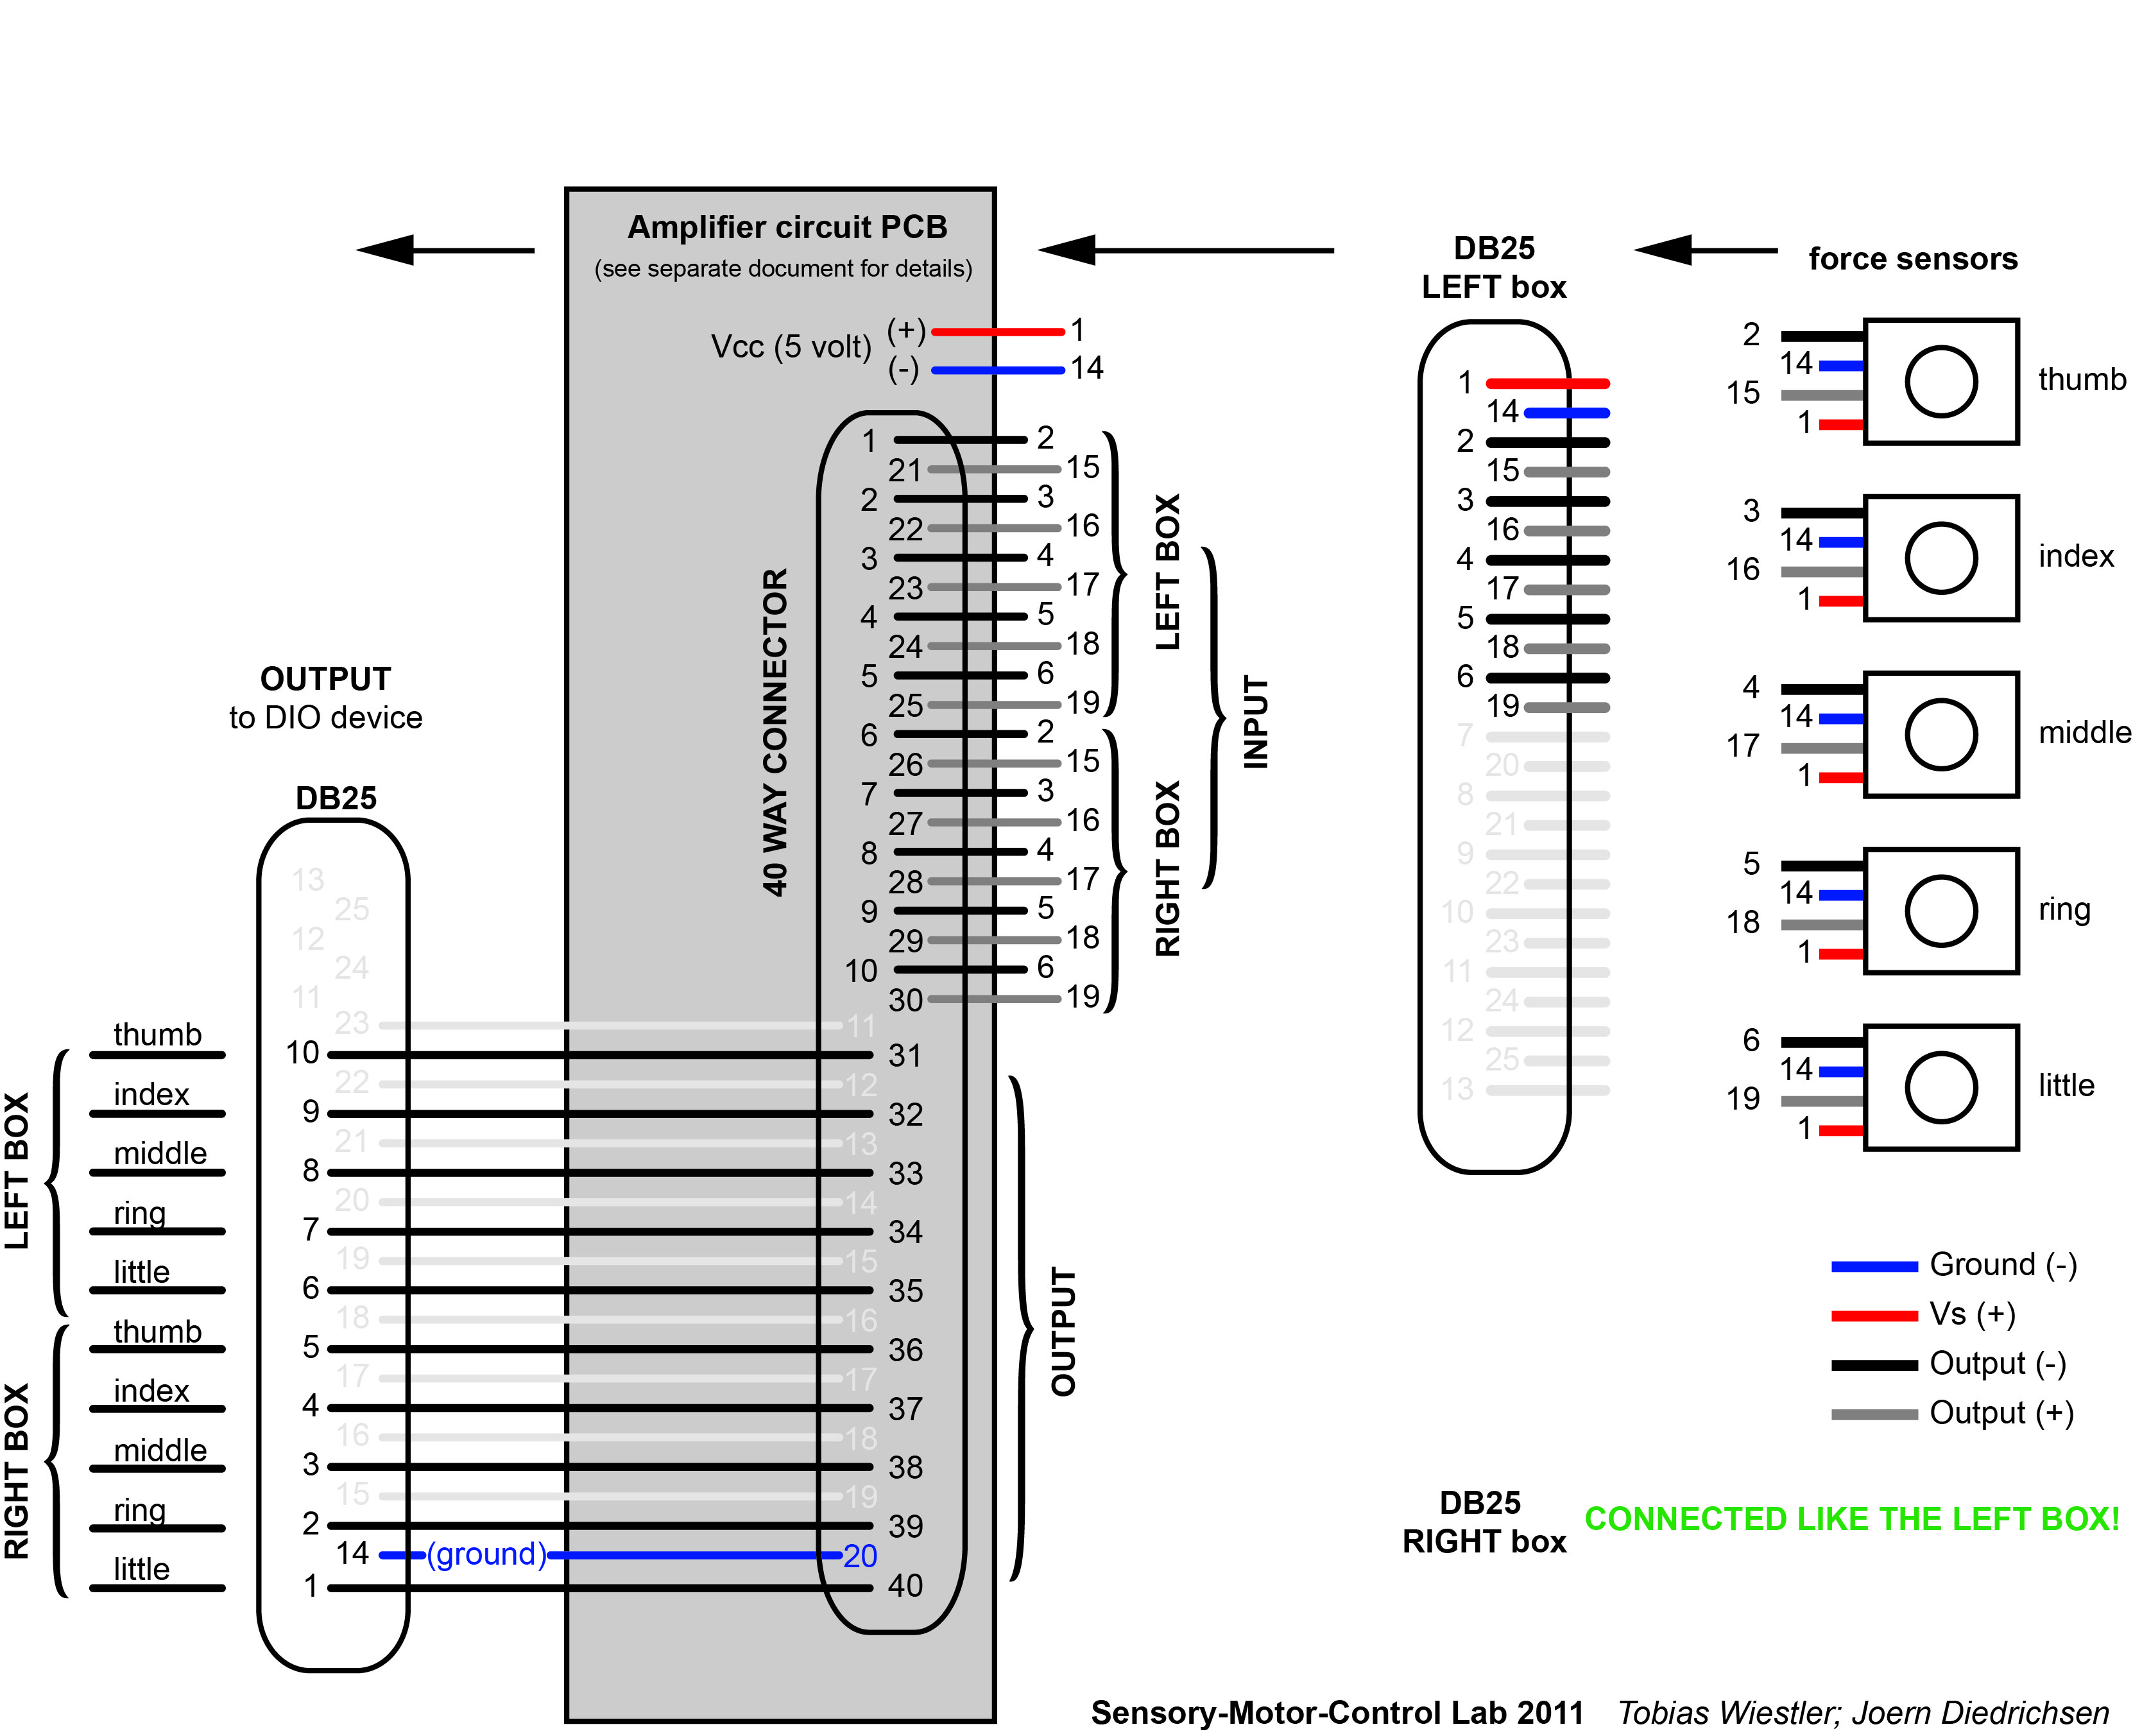 Amplifier circuit PCB
(see separate document for details)
Vcc (5 volt)
(+) 1
(-) 14
40 WAY CONNECTOR
1 2
21 15
2 3
22 16
3 4
23 17
4 5
24 18
5 6
25 19
6 2
26 15
7 3
27 16
8 4
28 17
9 5
29 18
10 6
30 19
LEFT BOX
RIGHT BOX
INPUT
OUTPUT
to DIO device
DB25
13
25
12
24
11
23 11
thumb 10 31
22 12
index 9 32
21 13
middle 8 33
20 14
ring 7 34
19 15
little 6 35
18 16
thumb 5 36
17 17
index 4 37
16 18
middle 3 38
15 19
ring 2 39
14 (ground) 20
little 1 40
LEFT BOX
RIGHT BOX
OUTPUT
DB25
LEFT box
1
14
2
15
3
16
4
17
5
18
6
19
7
20
8
21
9
22
10
23
11
24
12
25
13
force sensors
2
14
15
1
thumb
3
14
16
1
index
4
14
17
1
middle
5
14
18
1
ring
6
14
19
1
little
Ground (-)
Vs (+)
Output (-)
Output (+)
DB25
RIGHT box
CONNECTED LIKE THE LEFT BOX!
Sensory-Motor-Control Lab 2011 Tobias Wiestler; Joern Diedrichsen